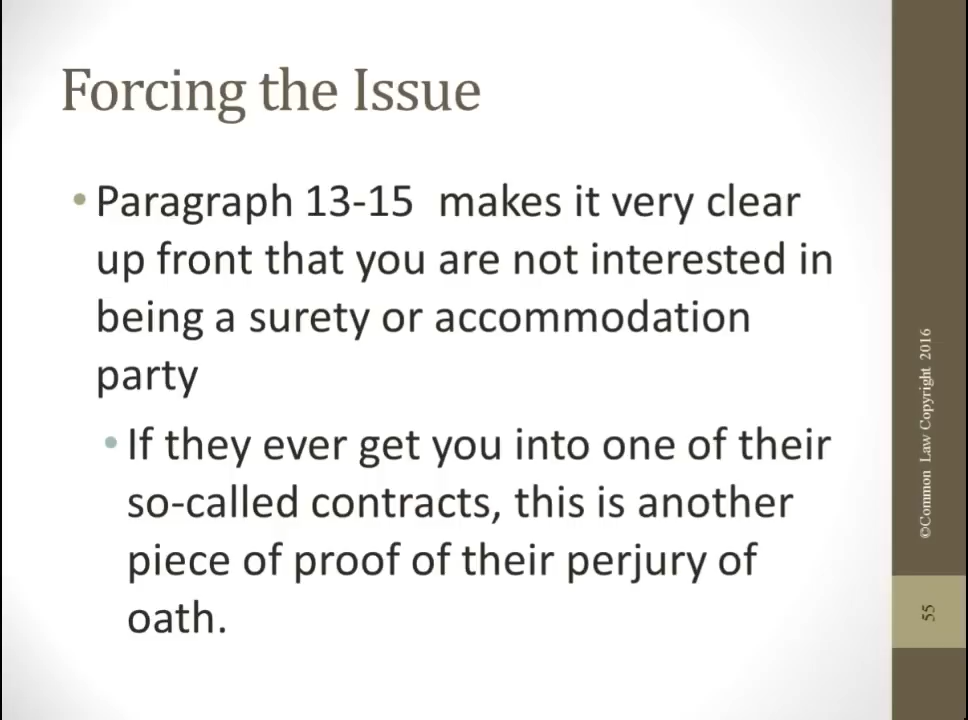 Forcing the Issue
• Paragraph 13-15  makes it very clear
up front that you are not interested in
being a surety or accommodation
party
• If they ever get you into one of their
so-called contracts, this is another
piece of proof of their perjury of
oath.
©Common Law Copyright 2016
55